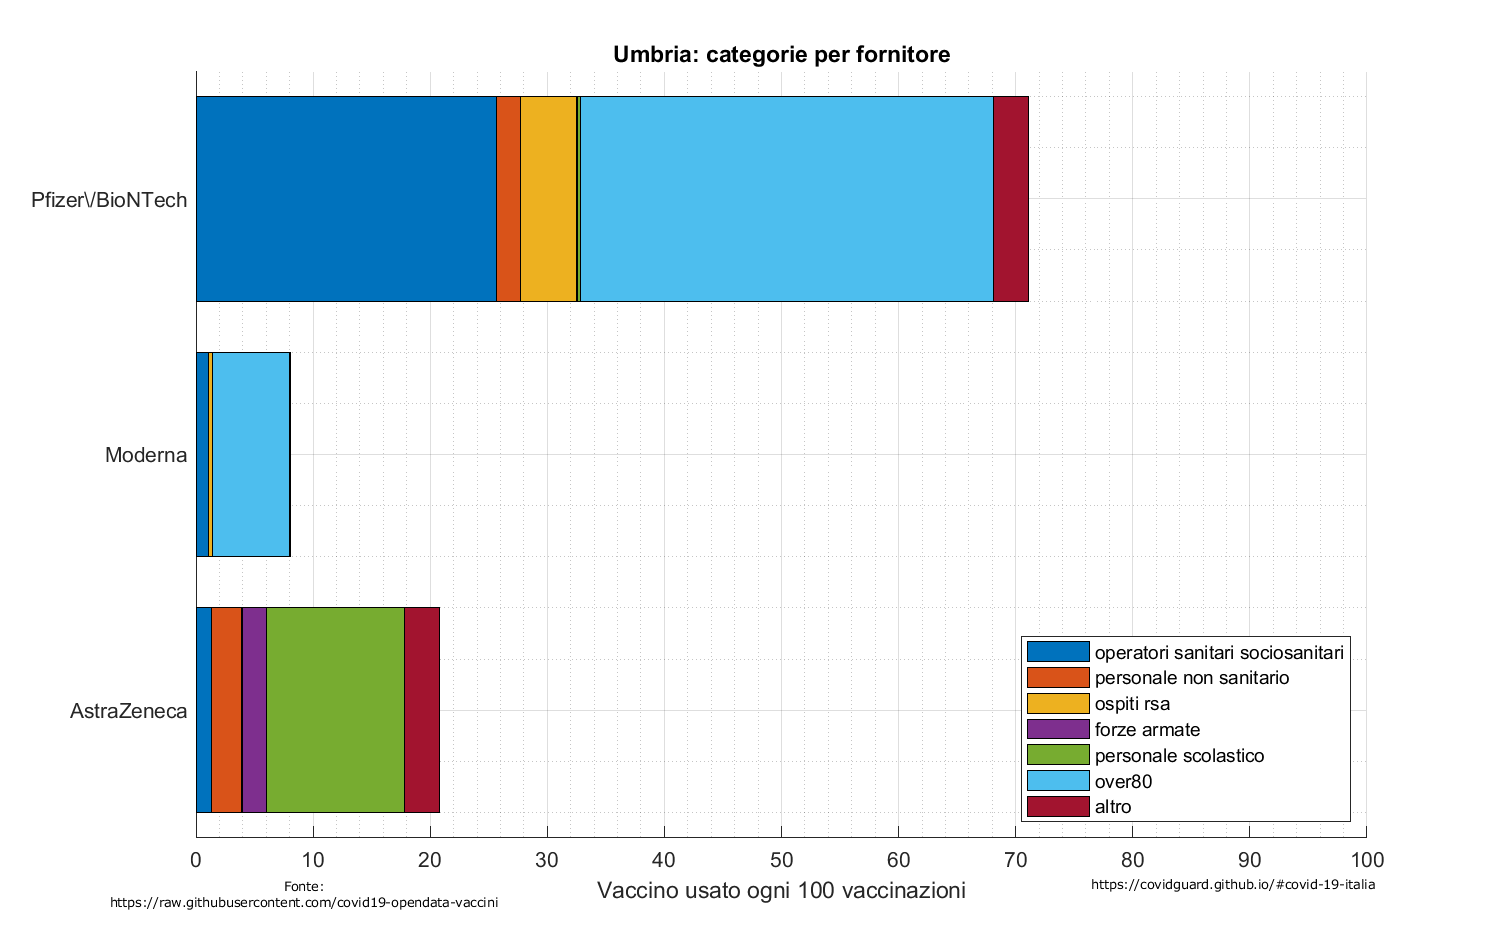 Umbria: categorie per fornitore
Pfizer\/BioNTech
Moderna
AstraZeneca
operatori sanitari sociosanitari
personale non sanitario
ospiti rsa
forze armate
personale scolastico
over80
altro
0 10 20 30 40 50 60 70 80 90 100
Vaccino usato ogni 100 vaccinazioni
Fonte:
https://raw.githubusercontent.com/covid19-opendata-vaccini
https://covidguard.github.io/#covid-19-italia